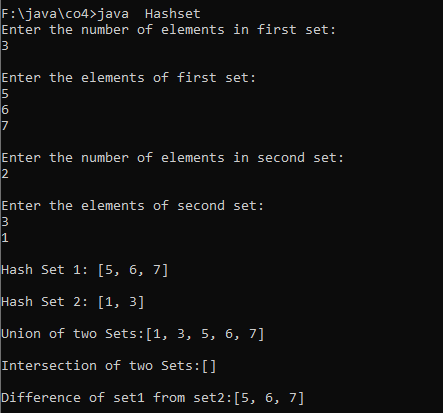 F:\java\co4>java  Hashset
Enter the number of elements in first set:
3
Enter the elements of first set:
5
6
7
Enter the number of elements in second set:
2
Enter the elements of second set:
3
1
Hash Set 1: [5, 6, 7]
Hash Set 2: [1, 3]
Union of two Sets:[1, 3, 5, 6, 7]
Intersection of two Sets:[]
Difference of set1 from set2:[5, 6, 7]